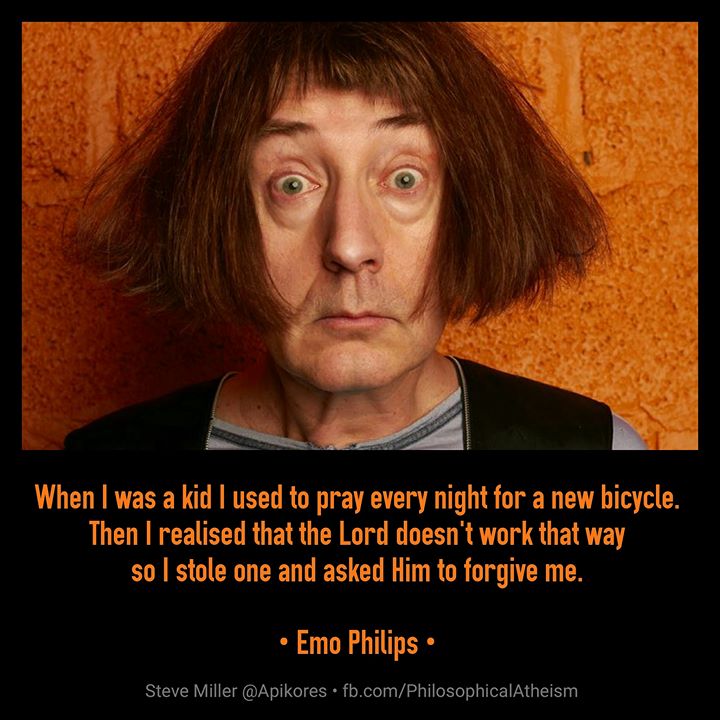 When I was a kid I used to pray every night for a new bicycle.
Then I realised that the Lord doesn't work that way
so I stole one and asked Him to forgive me.
• Emo Philips •
Steve Miller @Apikores • fb.com/PhilosophicalAtheism